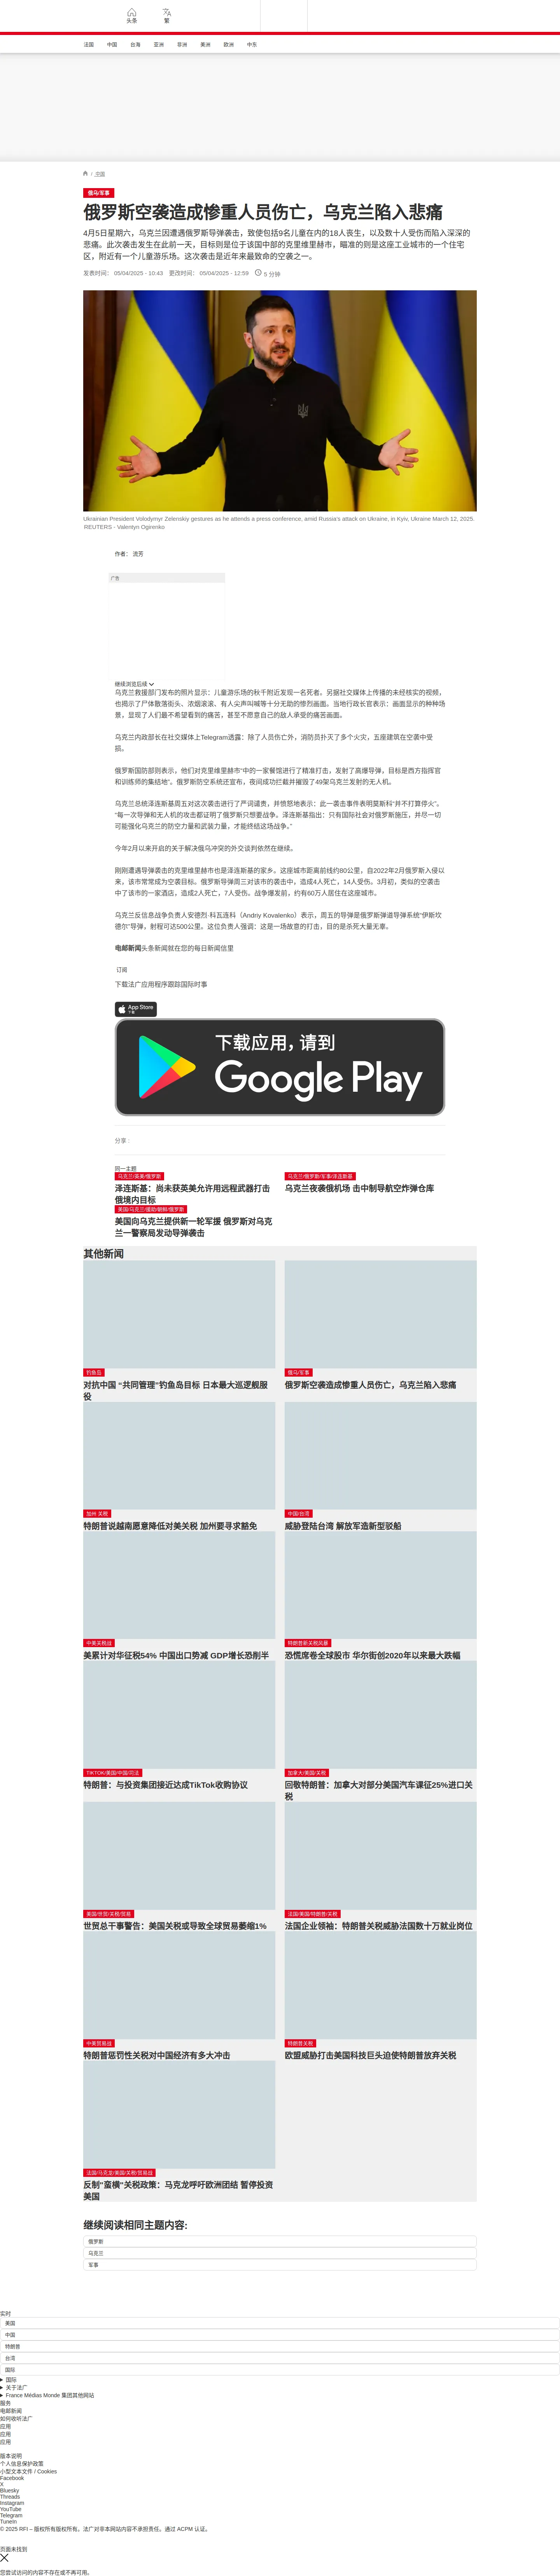 头条
繁
法国
中国
台海
亚洲
非洲
美洲
欧洲
中东
/ 中国
俄乌/军事
俄罗斯空袭造成惨重人员伤亡，乌克兰陷入悲痛
4月5日星期六，乌克兰因遭遇俄罗斯导弹袭击，致使包括9名儿童在内的18人丧生，以及数十人受伤而陷入深深的
悲痛。此次袭击发生在此前一天，目标则是位于该国中部的克里维里赫市，瞄准的则是这座工业城市的一个住宅
区，附近有一个儿童游乐场。这次袭击是近年来最致命的空袭之一。
发表时间： 05/04/2025 - 10:43 更改时间： 05/04/2025 - 12:59 5 分钟
Ukrainian President Volodymyr Zelenskiy gestures as he attends a press conference, amid Russia's attack on Ukraine, in Kyiv, Ukraine March 12, 2025.
REUTERS - Valentyn Ogirenko
作者： 流芳
广告
继续浏览后续
乌克兰救援部门发布的照片显示：儿童游乐场的秋千附近发现一名死者。另据社交媒体上传播的未经核实的视频，
也揭示了尸体散落街头、浓烟滚滚、有人尖声叫喊等十分无助的惨烈画面。当地行政长官表示：画面显示的种种场
景，显现了人们最不希望看到的痛苦，甚至不愿意自己的敌人承受的痛苦画面。
乌克兰内政部长在社交媒体上Telegram透露：除了人员伤亡外，消防员扑灭了多个火灾，五座建筑在空袭中受
损。
俄罗斯国防部则表示，他们对克里维里赫市“中的一家餐馆进行了精准打击，发射了高爆导弹，目标是西方指挥官
和训练师的集结地”。俄罗斯防空系统还宣布，夜间成功拦截并摧毁了49架乌克兰发射的无人机。
乌克兰总统泽连斯基周五对这次袭击进行了严词谴责，并愤怒地表示：此一袭击事件表明莫斯科“并不打算停火”。
“每一次导弹和无人机的攻击都证明了俄罗斯只想要战争。泽连斯基指出：只有国际社会对俄罗斯施压，并尽一切
可能强化乌克兰的防空力量和武装力量，才能终结这场战争。”
今年2月以来开启的关于解决俄乌冲突的外交谈判依然在继续。
刚刚遭遇导弹袭击的克里维里赫市也是泽连斯基的家乡。这座城市距离前线约80公里，自2022年2月俄罗斯入侵以
来，该市常常成为空袭目标。俄罗斯导弹周三对该市的袭击中，造成4人死亡，14人受伤。3月初，类似的空袭击
中了该市的一家酒店，造成2人死亡，7人受伤。战争爆发前，约有60万人居住在这座城市。
乌克兰反信息战争负责人安德烈·科瓦连科（Andriy Kovalenko）表示，周五的导弹是俄罗斯弹道导弹系统“伊斯坎
德尔”导弹，射程可达500公里。这位负责人强调：这是一场故意的打击，目的是杀死大量无辜。
电邮新闻头条新闻就在您的每日新闻信里
订阅
下载法广应用程序跟踪国际时事
App Store
下载
下载应用，请到
Google Play
分享 :
同一主题
乌克兰/英美/俄罗斯
泽连斯基：尚未获英美允许用远程武器打击
俄境内目标
乌克兰/俄罗斯/军事/泽连斯基
乌克兰夜袭俄机场 击中制导航空炸弹仓库
美国/乌克兰/援助/朝鲜/俄罗斯
美国向乌克兰提供新一轮军援 俄罗斯对乌克
兰一警察局发动导弹袭击
其他新闻
钓鱼岛
对抗中国 “共同管理”钓鱼岛目标 日本最大巡逻舰服
役
俄乌/军事
俄罗斯空袭造成惨重人员伤亡，乌克兰陷入悲痛
加州 关税
特朗普说越南愿意降低对美关税 加州要寻求豁免
中国/台湾
威胁登陆台湾 解放军造新型驳船
中美关税战
美累计对华征税54% 中国出口势减 GDP增长恐削半
特朗普新关税风暴
恐慌席卷全球股市 华尔街创2020年以来最大跌幅
TIKTOK/美国/中国/司法
特朗普：与投资集团接近达成TikTok收购协议
加拿大/美国/关税
回敬特朗普：加拿大对部分美国汽车课征25%进口关
税
美国/世贸/关税/贸易
世贸总干事警告：美国关税或导致全球贸易萎缩1%
法国/美国/特朗普/关税
法国企业领袖：特朗普关税威胁法国数十万就业岗位
中美贸易战
特朗普惩罚性关税对中国经济有多大冲击
特朗普关税
欧盟威胁打击美国科技巨头迫使特朗普放弃关税
法国/马克龙/美国/关税/贸易战
反制“蛮横”关税政策：马克龙呼吁欧洲团结 暂停投资
美国
继续阅读相同主题内容:
俄罗斯
乌克兰
军事
实时
美国
中国
特朗普
台湾
国际
国际
关于法广
France Médias Monde 集团其他网站
服务
电邮新闻
如何收听法广
应用
应用
应用
版本说明
个人信息保护政策
小型文本文件 / Cookies
Facebook
X
Bluesky
Threads
Instagram
YouTube
Telegram
TuneIn
© 2025 RFI – 版权所有版权所有。法广对非本网站内容不承担责任。通过 ACPM 认证。
页面未找到
您尝试访问的内容不存在或不再可用。